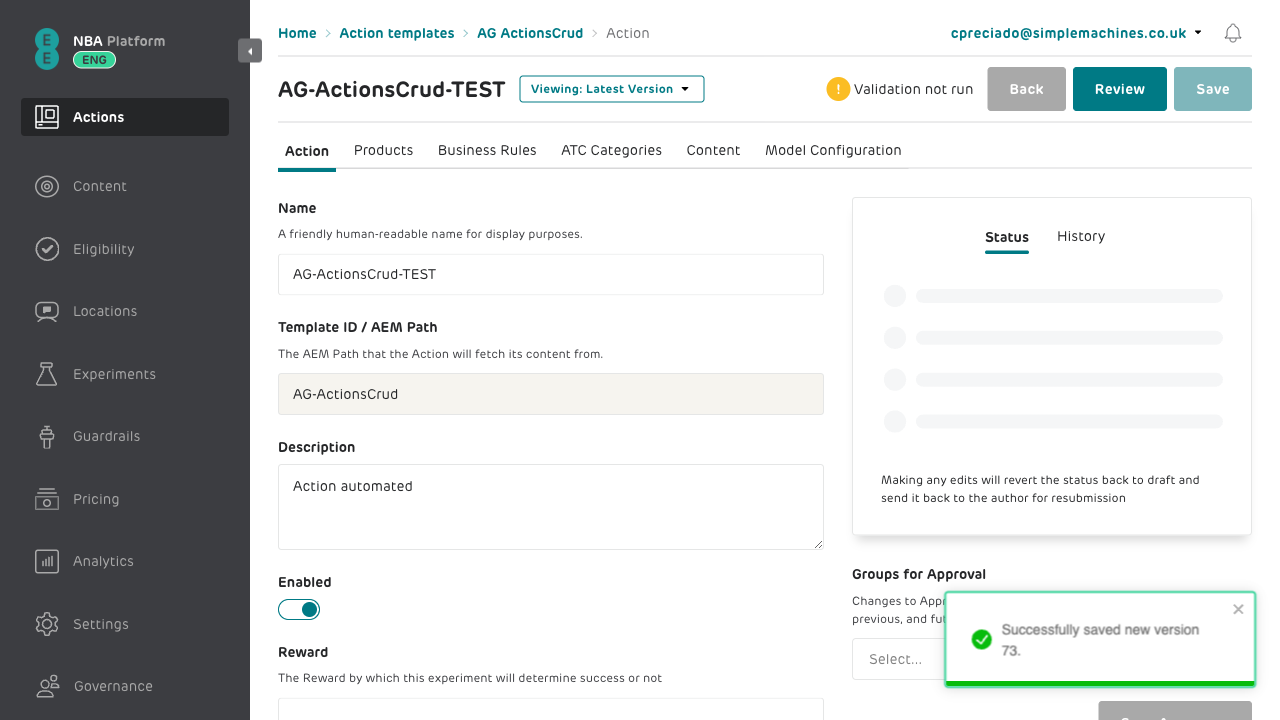 EE
NBA Platform
ENG
Actions
Content
Eligibility
Locations
Experiments
Guardrails
Pricing
Analytics
Settings
Governance
Home > Action templates > AG ActionsCrud > Action
cpreciado@simplemachines.co.uk
AG-ActionsCrud-TEST
Viewing: Latest Version
! Validation not run
Back
Review
Save
Action
Products
Business Rules
ATC Categories
Content
Model Configuration
Name
A friendly human-readable name for display purposes.
AG-ActionsCrud-TEST
Template ID / AEM Path
The AEM Path that the Action will fetch its content from.
AG-ActionsCrud
Description
Action automated
Enabled
Reward
The Reward by which this experiment will determine success or not
Status
History
Making any edits will revert the status back to draft and
send it back to the author for resubmission
Groups for Approval
Changes to
previous, and
Select...
Successfully saved new version
73.